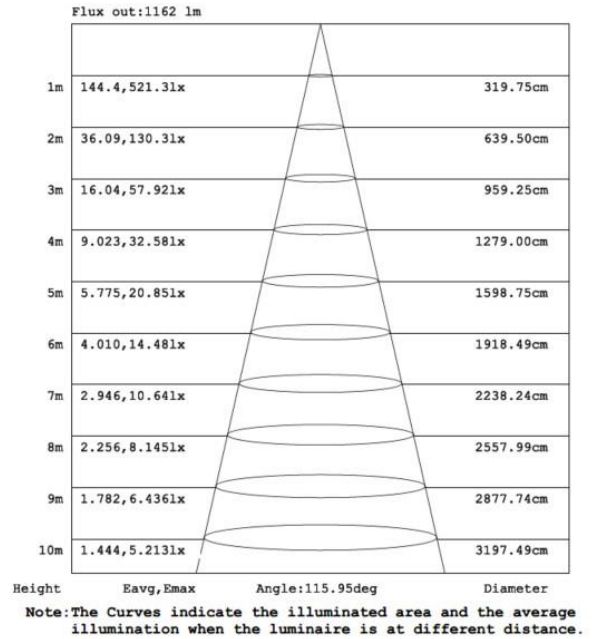 Flux out:1162 lm
1m 144.4,521.3lx 319.75cm
2m 36.09,130.3lx 639.50cm
3m 16.04,57.92lx 959.25cm
4m 9.023,32.58lx 1279.00cm
5m 5.775,20.85lx 1598.75cm
6m 4.010,14.48lx 1918.49cm
7m 2.946,10.64lx 2238.24cm
8m 2.256,8.145lx 2557.99cm
9m 1.782,6.436lx 2877.74cm
10m 1.444,5.213lx 3197.49cm
Height Eavg,Emax Angle:115.95deg Diameter
Note:The Curves indicate the illuminated area and the average
illumination when the luminaire is at different distance.